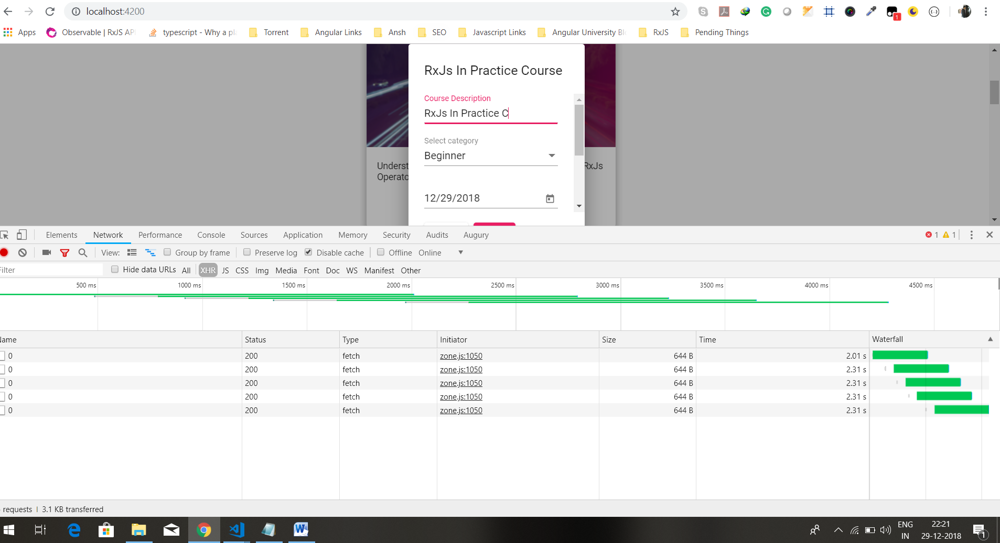 localhost:4200
1
Apps Observable | RxJS API typescript - Why a pl Torrent Angular Links Ansh SEO Javascript Links Angular University Bl RxJS Pending Things
RxJs In Practice Course
Course Description
RxJs In Practice C
Select category
Beginner
Underst
RxJs
Operato
12/29/2018
Elements Network Performance Console Sources Application Memory Security Audits Augury 1 1
View: Group by frame Preserve log Disable cache Offline Online
Filter Hide data URLs All XHR JS CSS Img Media Font Doc WS Manifest Other
500 ms 1000 ms 1500 ms 2000 ms 2500 ms 3000 ms 3500 ms 4000 ms 4500 ms
Name Status Type Initiator Size Time Waterfall
0 200 fetch zone.js:1050 644 B 2.01 s
0 200 fetch zone.js:1050 644 B 2.31 s
0 200 fetch zone.js:1050 644 B 2.31 s
0 200 fetch zone.js:1050 644 B 2.31 s
0 200 fetch zone.js:1050 644 B 2.31 s
requests | 3.1 KB transferred
ENG 22:21
IN 29-12-2018 1